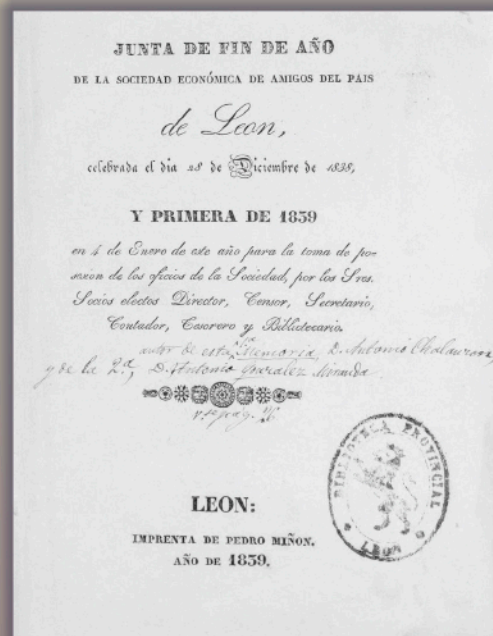 JUNTA DE FIN DE AÑO
DE LA SOCIEDAD ECONÓMICA DE AMIGOS DEL PAIS
de Leon,
celebrada el dia 28 de Diciembre de 1838,
Y PRIMERA DE 1839
en 4 de Enero de este año para la toma de po-
sesion de los oficios de la Sociedad, por los Sres.
Socios electos Director, Censor, Secretario,
Contador, Tesorero y Bibliotecario.
autor de esta 1ª Memoria, D. Antonio
y de la 2ª, D. Antonio Gonzalez
BIBLIOTECA PROVINCIAL
LEON
LEON:
IMPRENTA DE PEDRO MIÑON.
AÑO DE 1839.